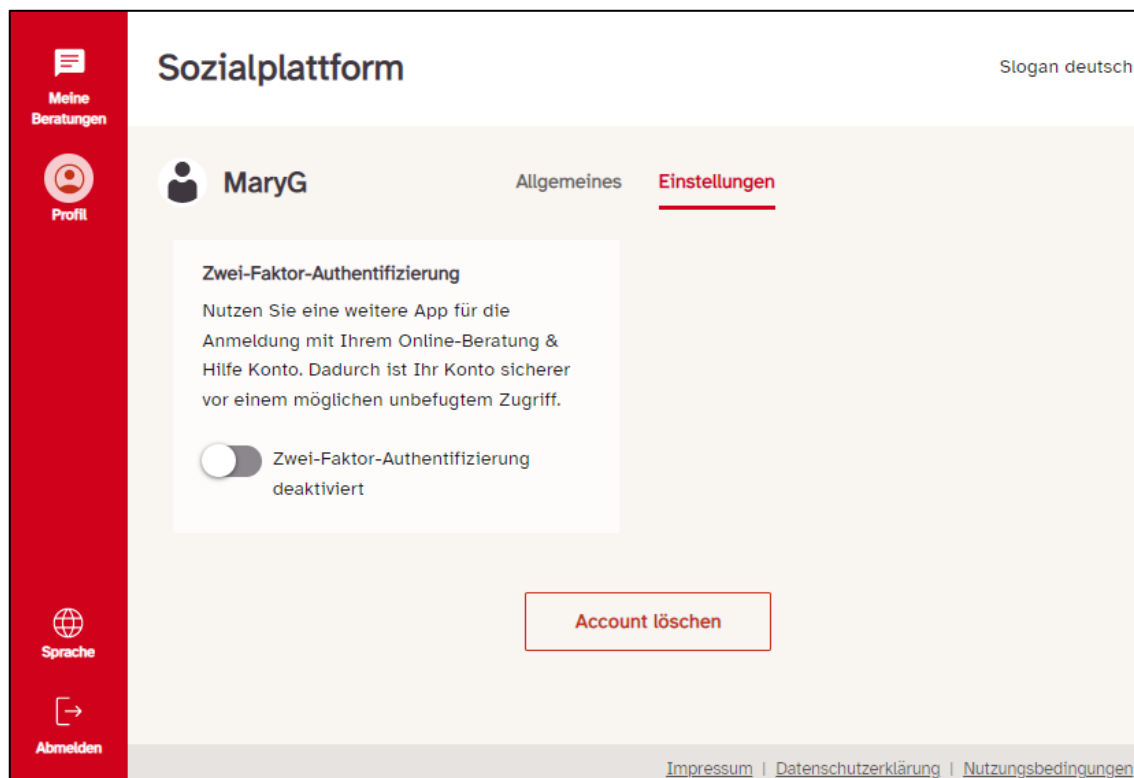 Meine
Beratungen
Profil
Sprache
Abmelden
Sozialplattform
Slogan deutsch
MaryG
Allgemeines
Einstellungen
Zwei-Faktor-Authentifizierung
Nutzen Sie eine weitere App für die
Anmeldung mit Ihrem Online-Beratung &
Hilfe Konto. Dadurch ist Ihr Konto sicherer
vor einem möglichen unbefugtem Zugriff.
Zwei-Faktor-Authentifizierung
deaktiviert
Account löschen
Impressum | Datenschutzerklärung | Nutzungsbedingungen